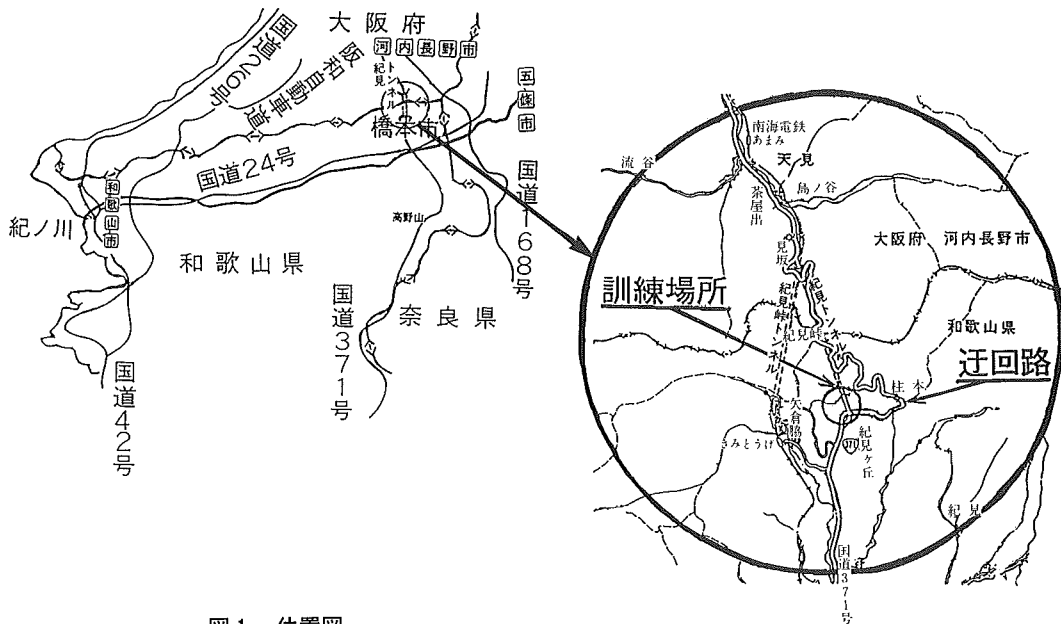 大阪府
河内長野市
国道26号
阪和自動車道
紀見トンネル
五條市
橋本市
国道24号
国道168号
和歌山市
紀ノ川
高野山
和歌山県
奈良県
国道371号
国道42号
南海電鉄
あまみ
天見
流谷
島ノ谷
茶屋出
大阪府 河内長野市
見坂
訓練場所
紀見トンネル
紀見峠トンネル
紀見峠
和歌山県
迂回路
柱本
矢倉脇
きみとうげ
371
紀見ヶ丘
紀見
国道371号
図1 位置図